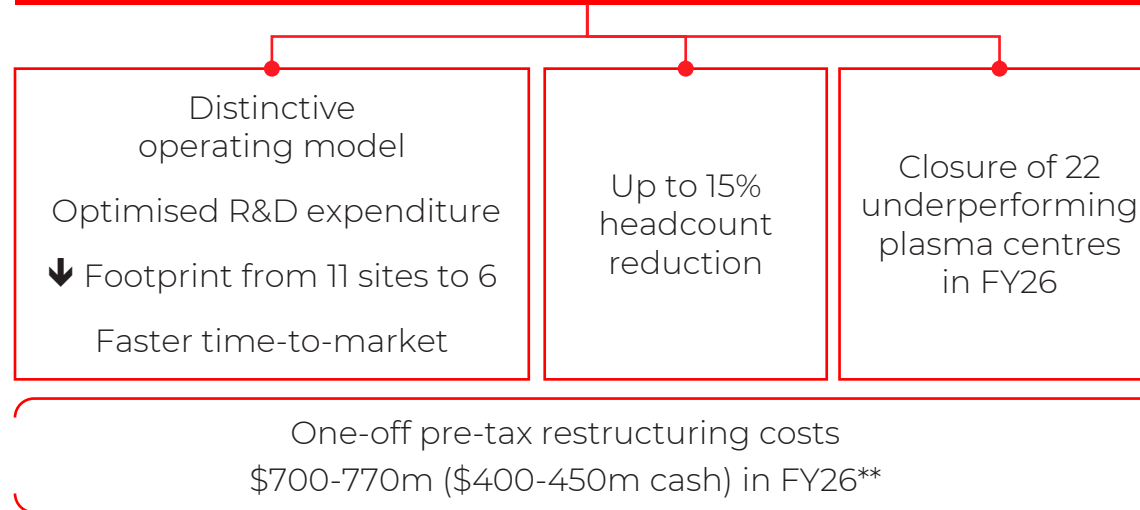 Distinctive
operating model
Optimised R&D expenditure
🡻 Footprint from 11 sites to 6
Faster time-to-market
Up to 15%
headcount
reduction
Closure of 22
underperforming
plasma centres
in FY26
One-off pre-tax restructuring costs
$700-770m ($400-450m cash) in FY26**